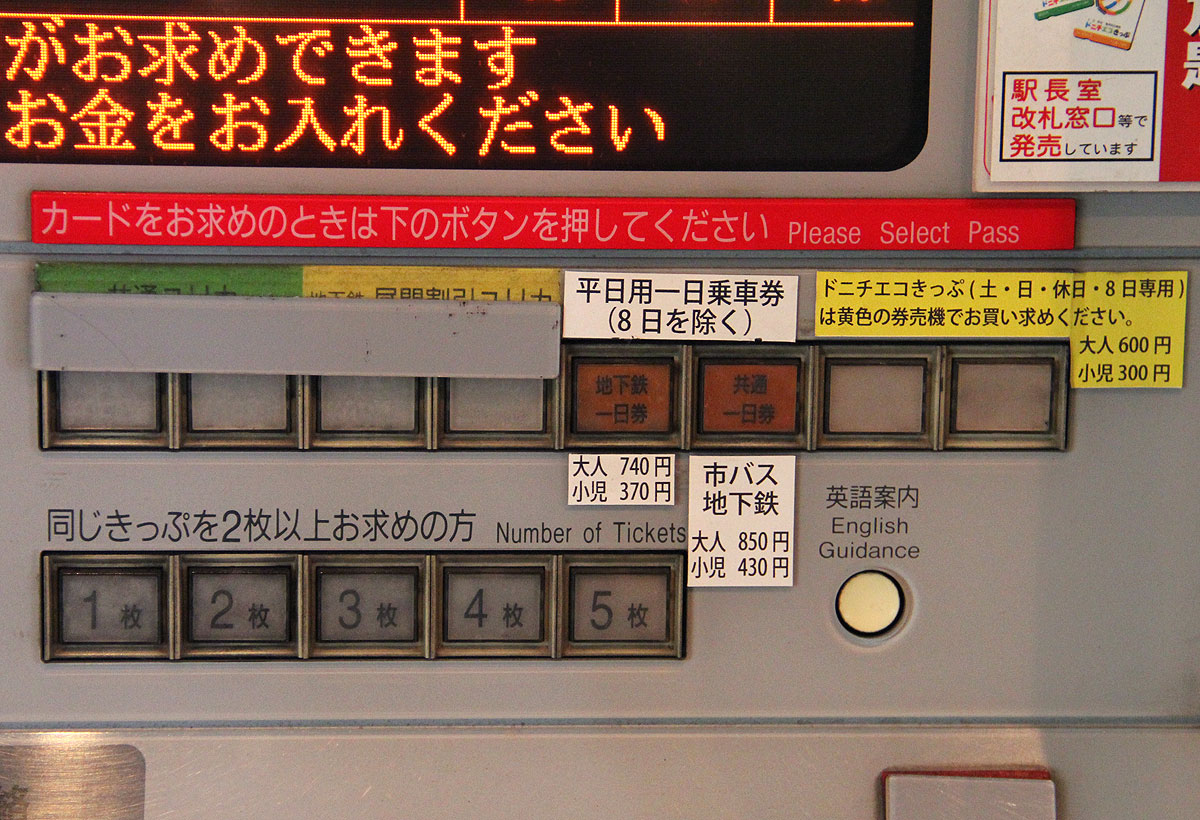 がお求めできます
お金をお入れください
ドニチエコきっぷ
駅長室
改札窓口等で
発売しています
カードをお求めのときは下のボタンを押してください Please Select Pass
平日用一日乗車券
(8日を除く)
ドニチエコきっぷ(土・日・休日・8日専用)
は黄色の券売機でお買い求めください。
大人600円
小児300円
地下鉄
一日券
共通
一日券
大人 740円
小児 370円
市バス
地下鉄
大人 850円
小児 430円
英語案内
English
Guidance
同じきっぷを2枚以上お求めの方 Number of Tickets
1枚 2枚 3枚 4枚 5枚